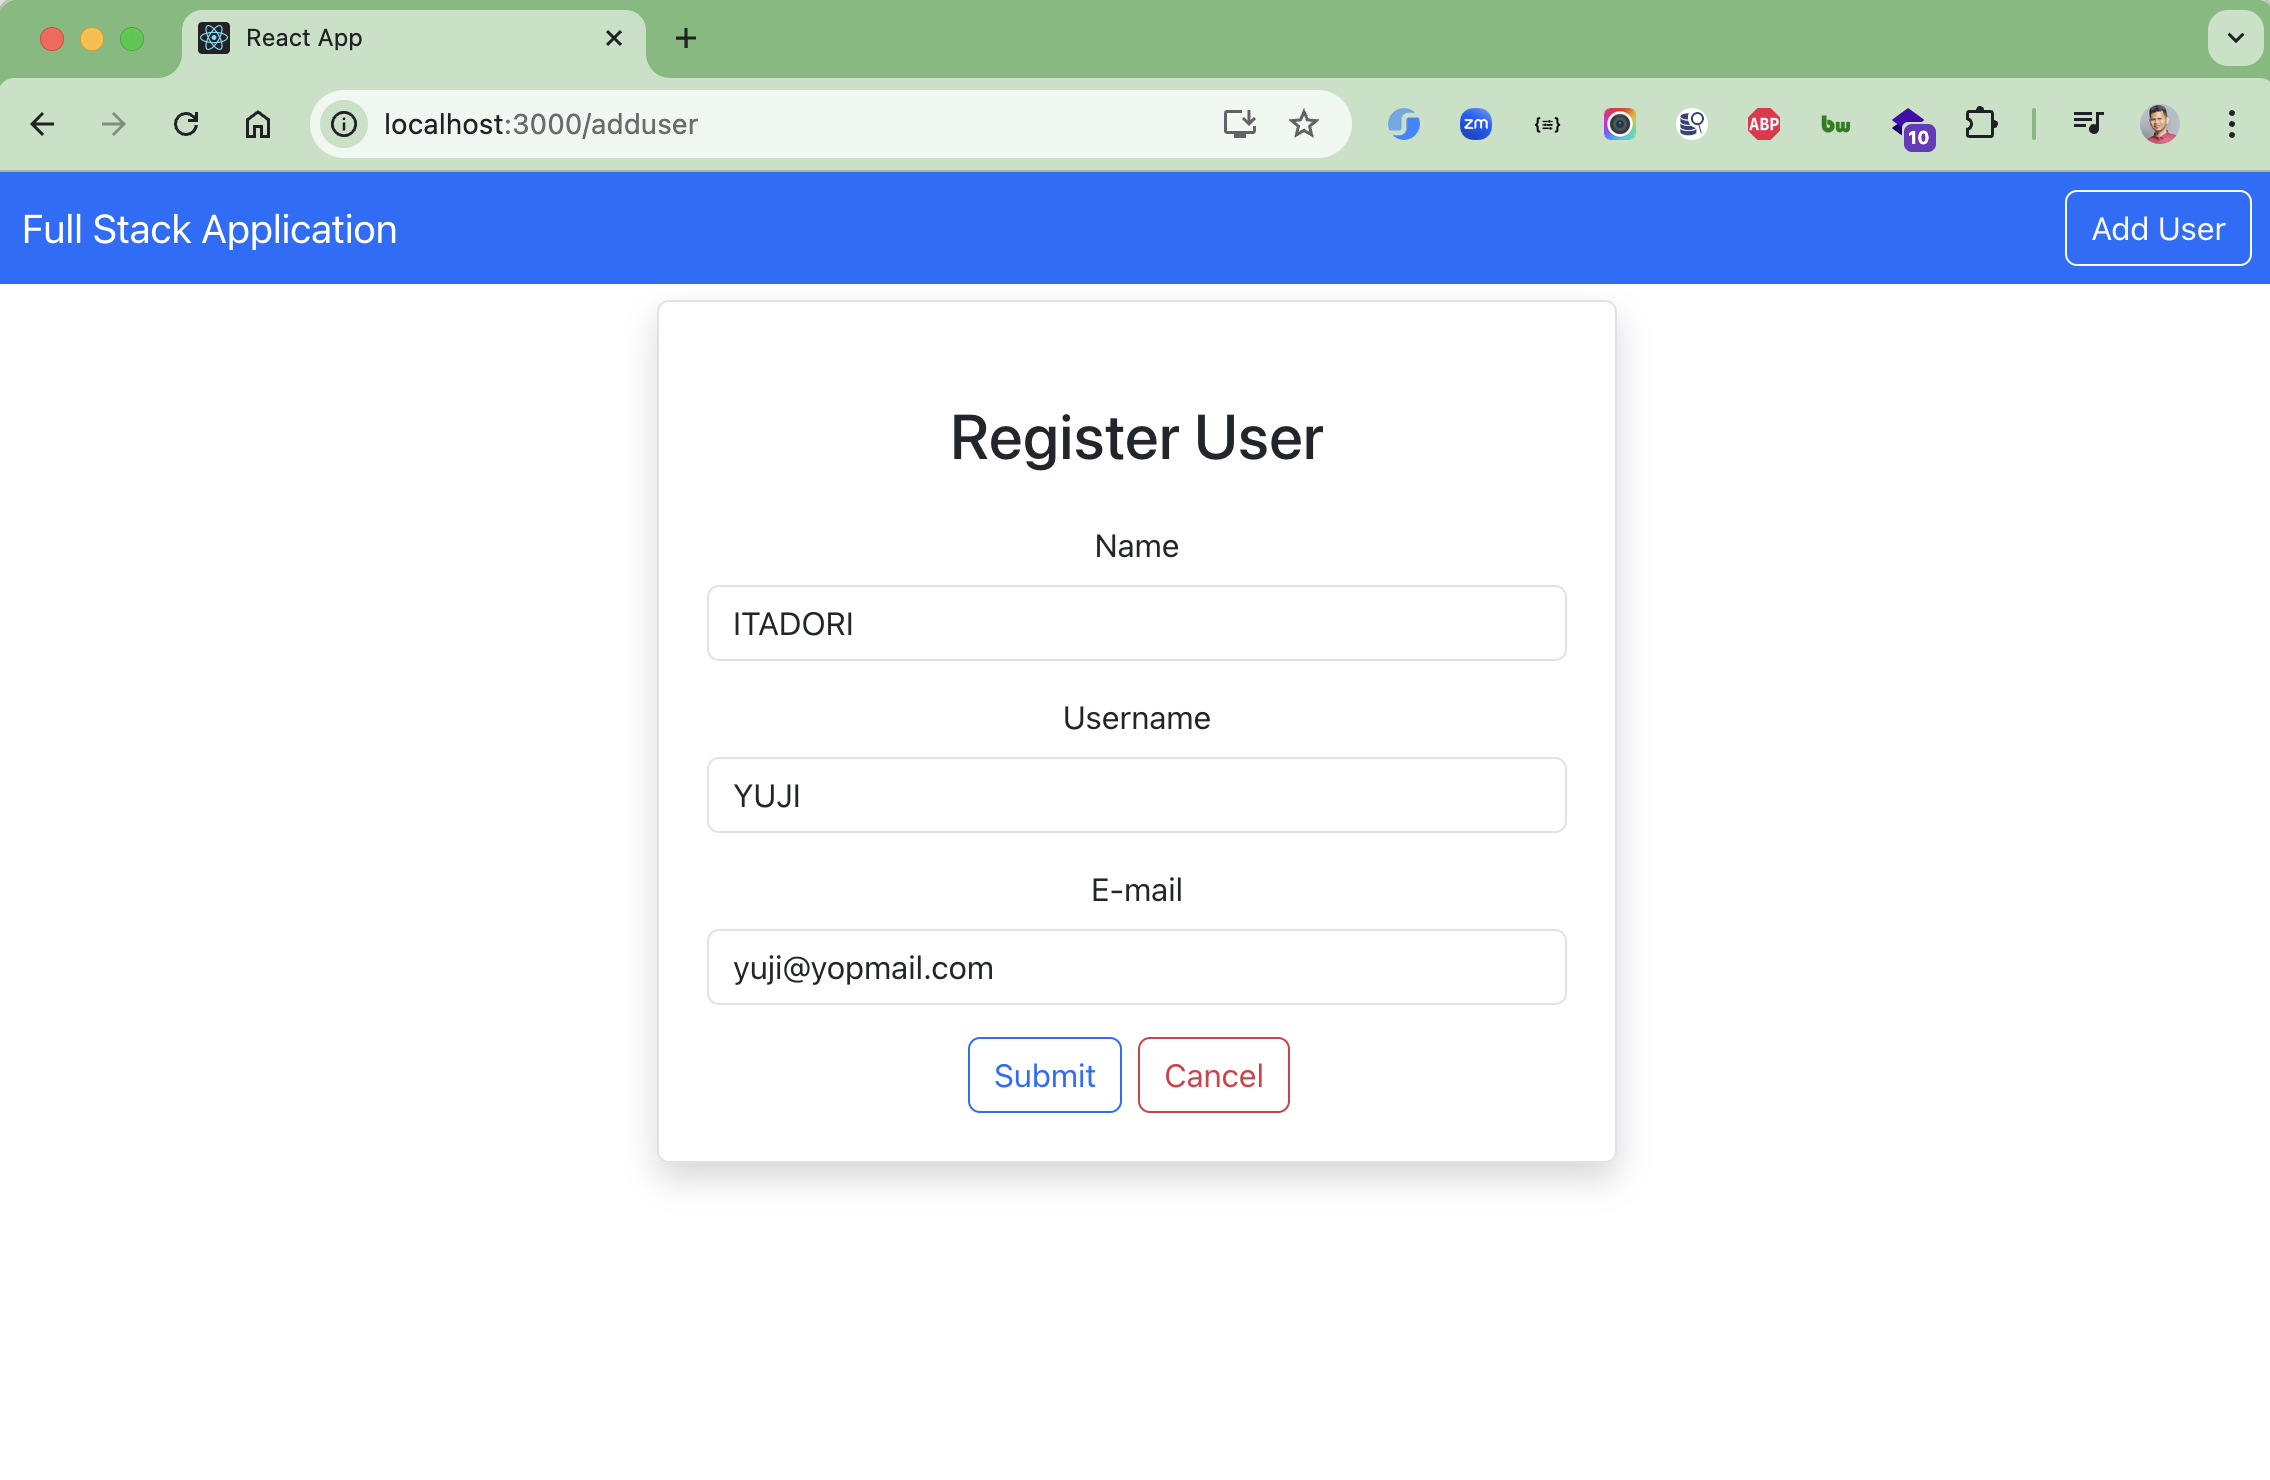 React App
localhost:3000/adduser
zm
{≡}
ABP
bw
10
Full Stack Application
Add User
Register User
Name
ITADORI
Username
YUJI
E-mail
yuji@yopmail.com
Submit
Cancel